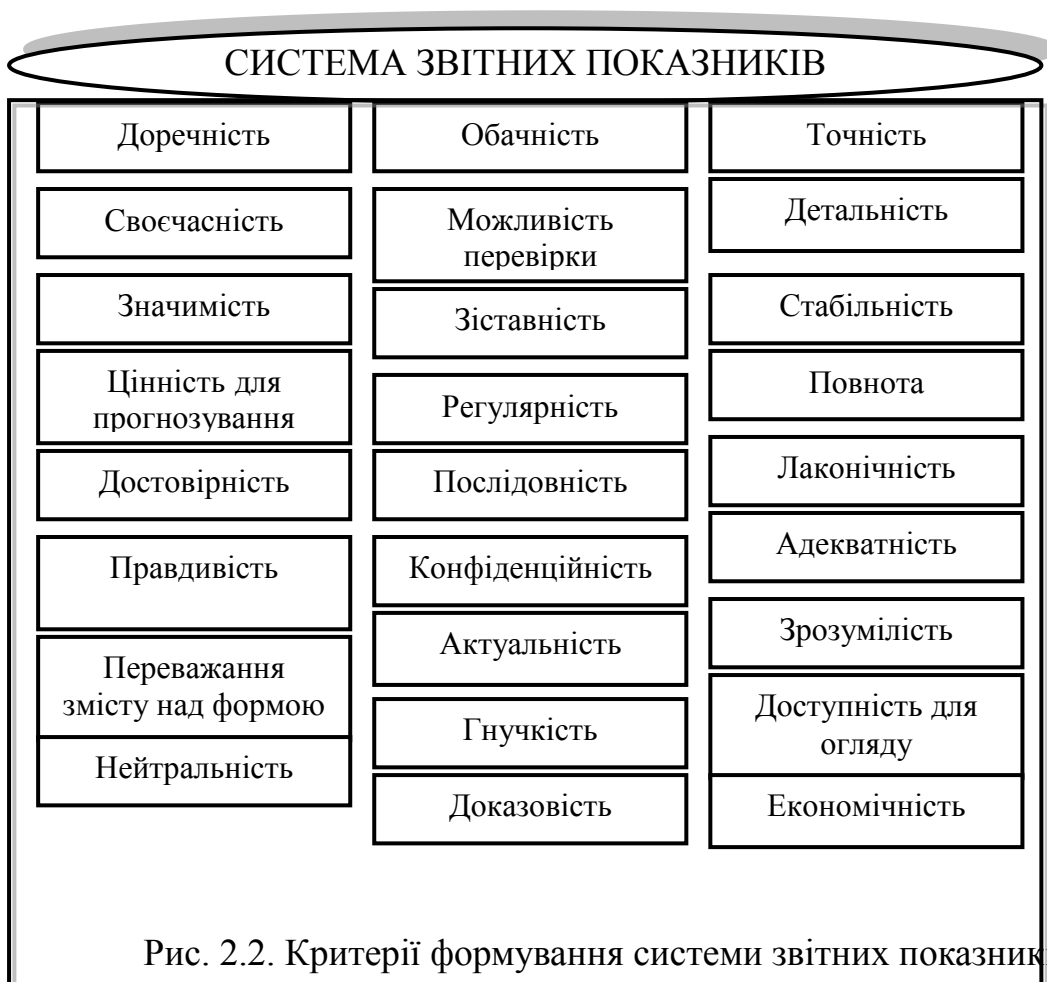 СИСТЕМА ЗВІТНИХ ПОКАЗНИКІВ
Доречність
Своєчасність
Значимість
Цінність для
прогнозування
Достовірність
Правдивість
Переважання
змісту над формою
Нейтральність
Обачність
Можливість
перевірки
Зіставність
Регулярність
Послідовність
Конфіденційність
Актуальність
Гнучкість
Доказовість
Точність
Детальність
Стабільність
Повнота
Лаконічність
Адекватність
Зрозумілість
Доступність для
огляду
Економічність
Рис. 2.2. Критерії формування системи звітних